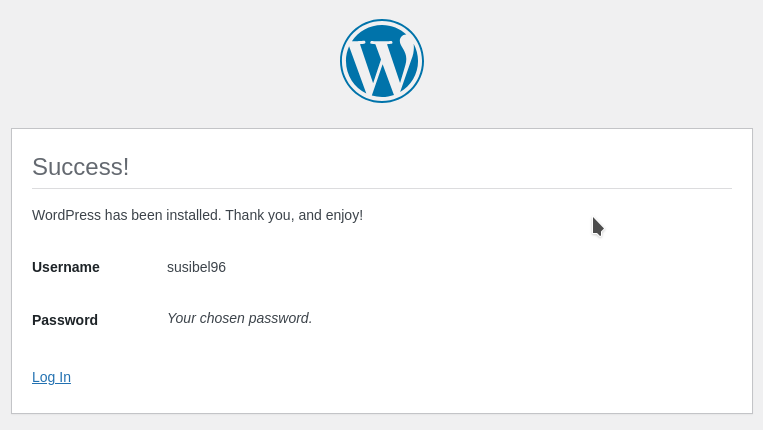 Success!
WordPress has been installed. Thank you, and enjoy!
Username susibel96
Password Your chosen password.
Log In